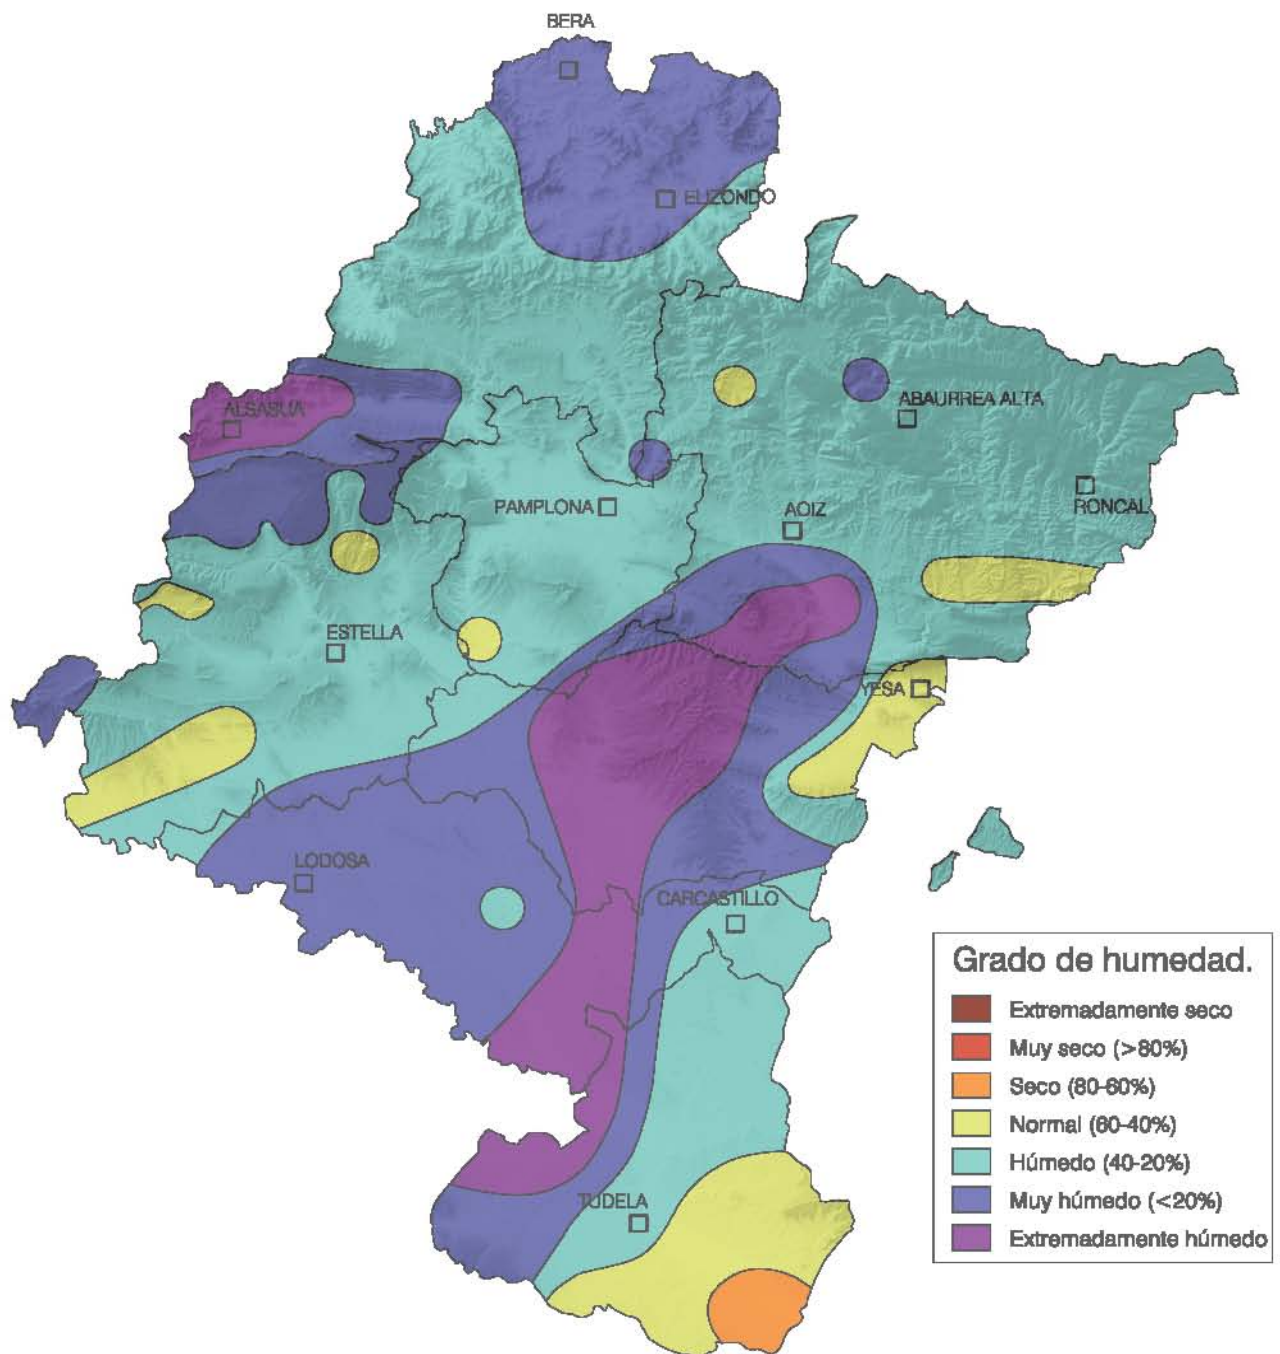 BERA
ELIZONDO
ALSASUA
ABAURREA ALTA
PAMPLONA
AOIZ
RONCAL
ESTELLA
YESA
LODOSA
CARCASTILLO
TUDELA
Grado de humedad.
Extremadamente seco
Muy seco (>80%)
Seco (80-60%)
Normal (60-40%)
Húmedo (40-20%)
Muy húmedo (<20%)
Extremadamente húmedo